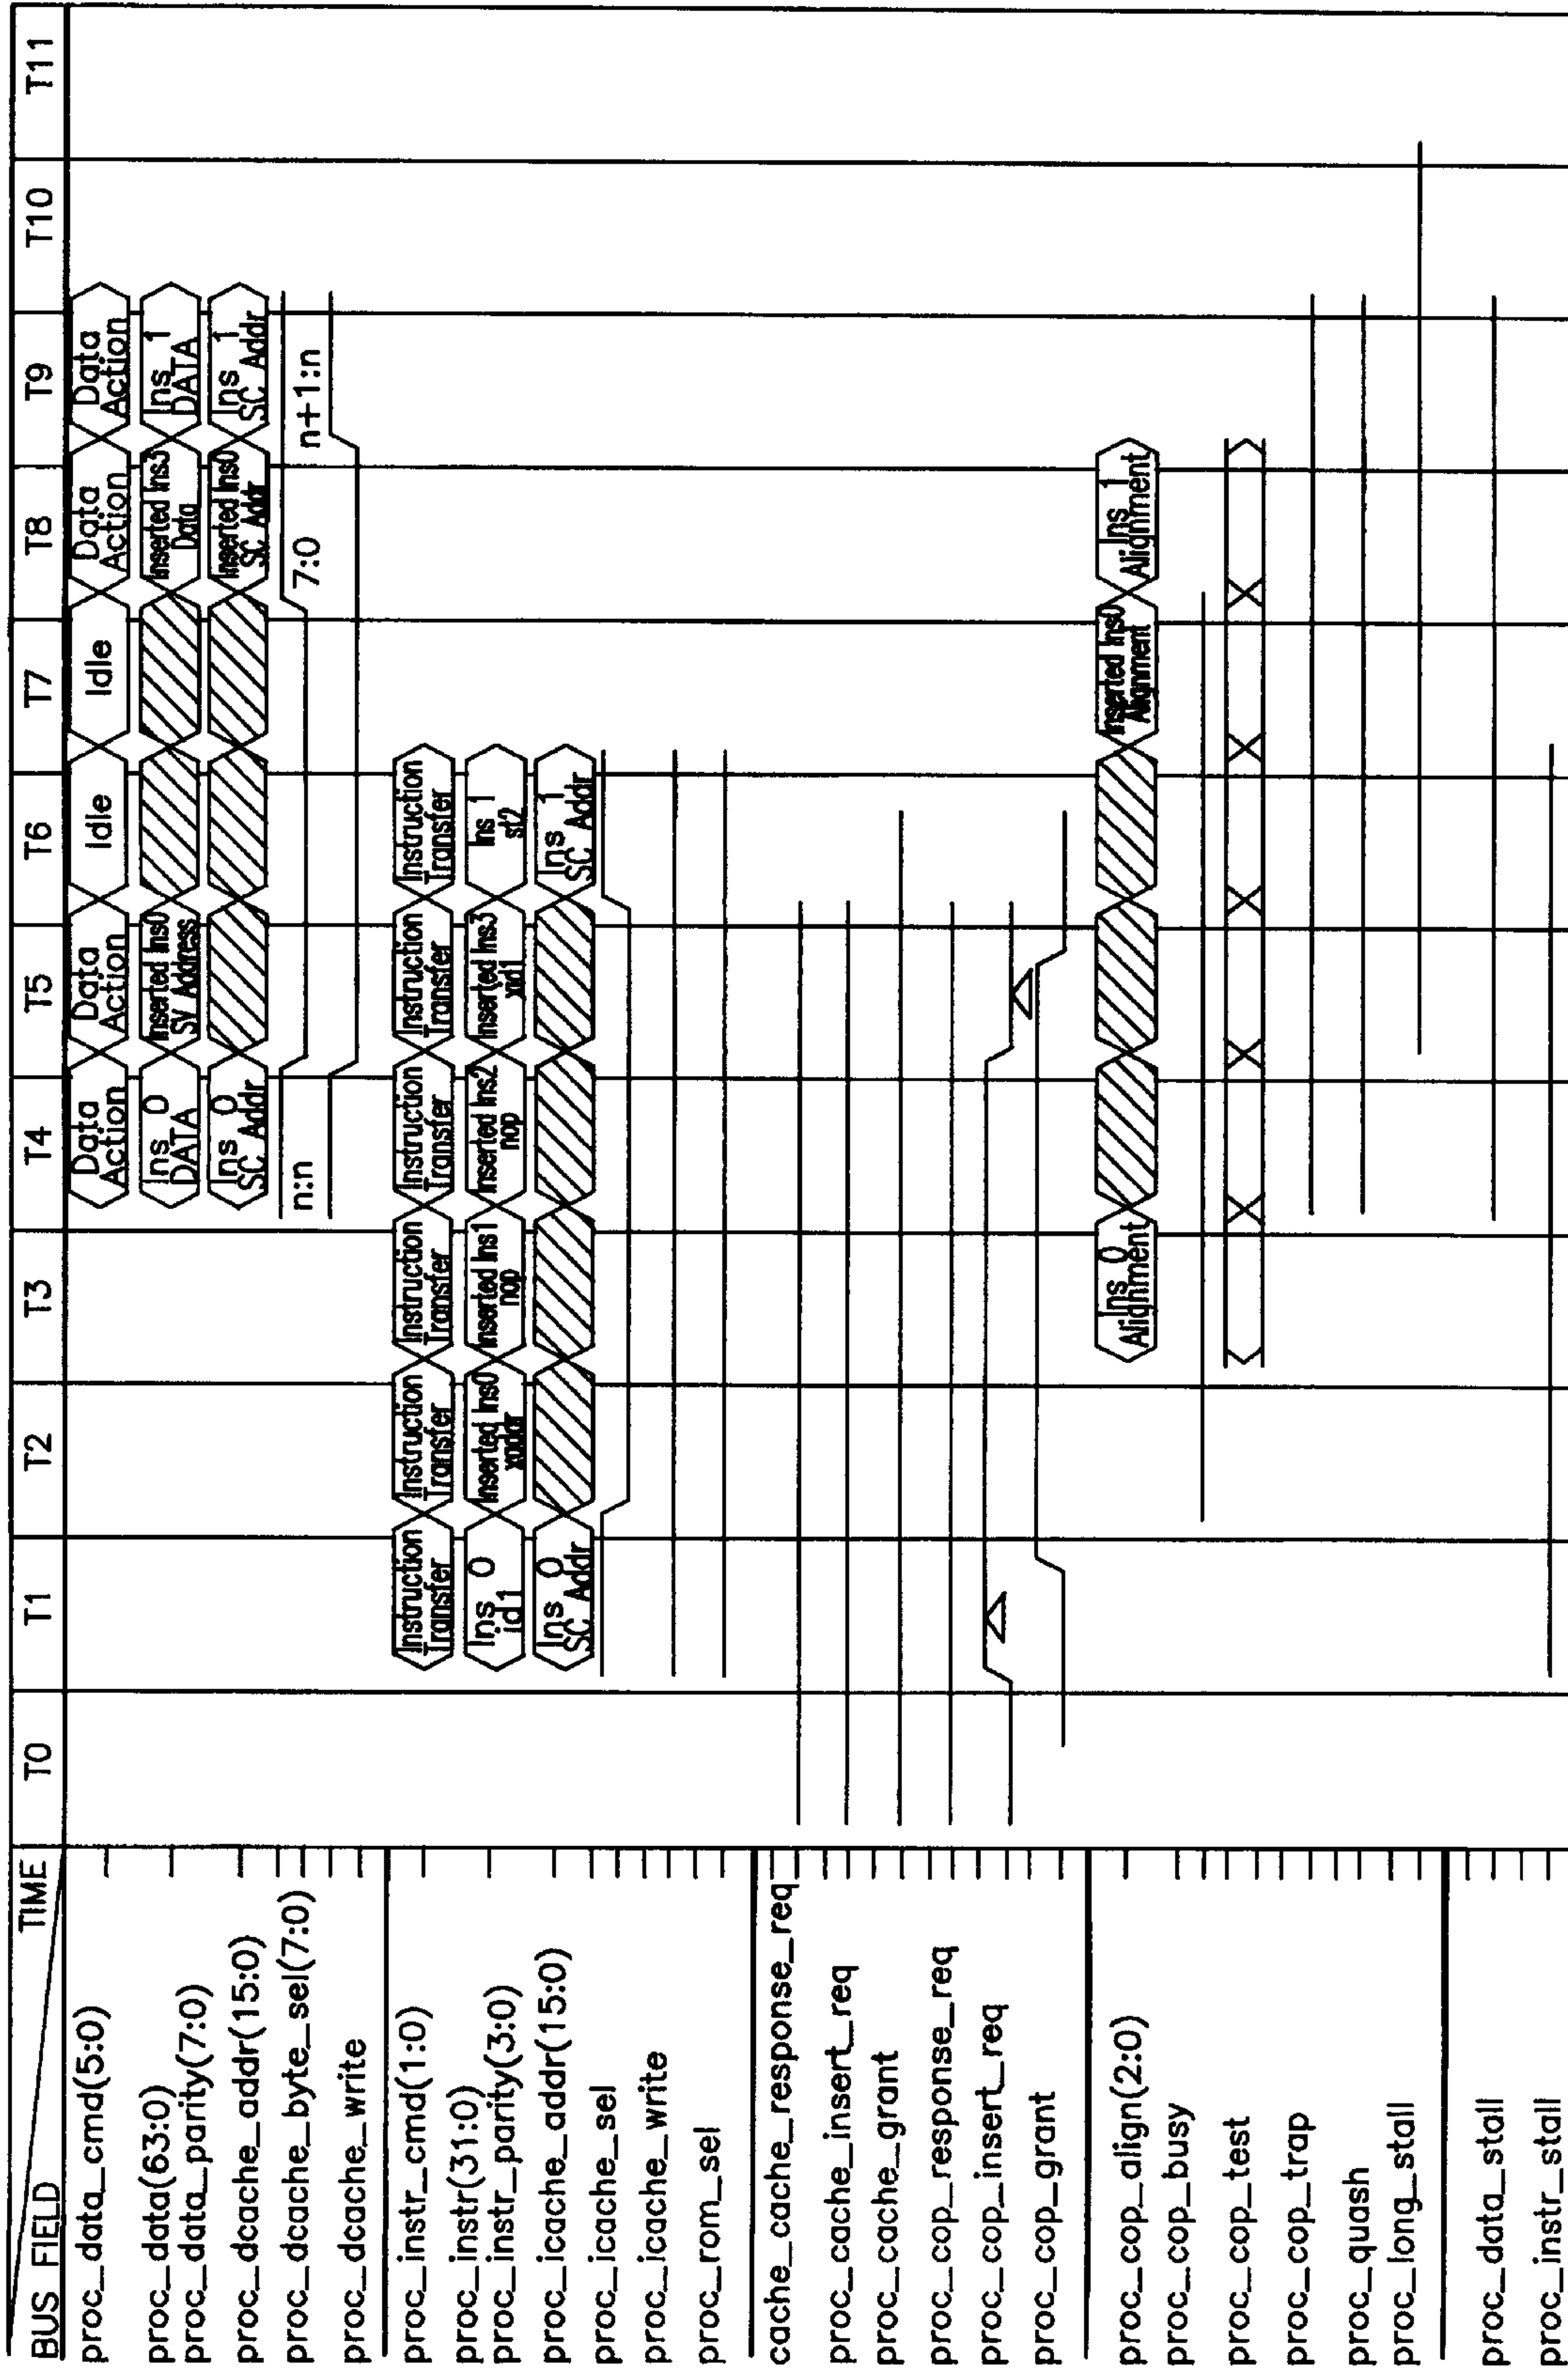 BUS FIELD TIME T0 T1 T2 T3 T4 T5 T6 T7 T8 T9 T10 T11
proc_data_cmd(5:0)
Data Action Data Action Idle Idle Data Action Data Action
proc_data(63:0)
proc_data_parity(7:0)
Ins 0 DATA Inserted Ins0 SV Address Inserted Ins3 Data Ins 1 DATA
proc_dcache_addr(15:0)
Ins 0 SC Addr Inserted Ins0 SC Addr Ins 1 SC Addr
proc_dcache_byte_sel(7:0)
n:n 7:0 n+1:n
proc_dcache_write
proc_instr_cmd(1:0)
Instruction Transfer Instruction Transfer Instruction Transfer Instruction Transfer Instruction Transfer Instruction Transfer
proc_instr(31:0)
proc_instr_parity(3:0)
Ins 0 id1 Inserted Ins0 xaddr Inserted Ins1 nop Inserted Ins2 nop Inserted Ins3 xld1 Ins 1 st2
proc_icache_addr(15:0)
Ins 0 SC Addr Ins 1 SC Addr
proc_icache_sel
proc_icache_write
proc_rom_sel
cache_cache_response_req
proc_cache_insert_req
proc_cache_grant
proc_cop_response_req
proc_cop_insert_req
proc_cop_grant
proc_cop_align(2:0)
Ins 0 Alignment Inserted Ins0 Alignment Ins 1 Alignment
proc_cop_busy
proc_cop_test
proc_cop_trap
proc_quash
proc_long_stall
proc_data_stall
proc_instr_stall